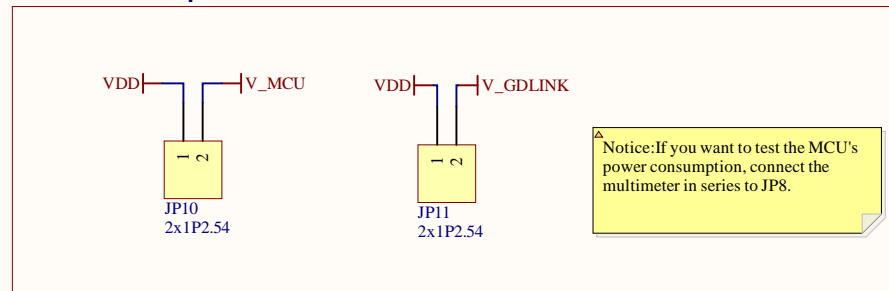 VDD
V_MCU
1
2
JP10
2x1P2.54
VDD
V_GDLINK
1
2
JP11
2x1P2.54
Notice:If you want to test the MCU's
power consumption, connect the
multimeter in series to JP8.